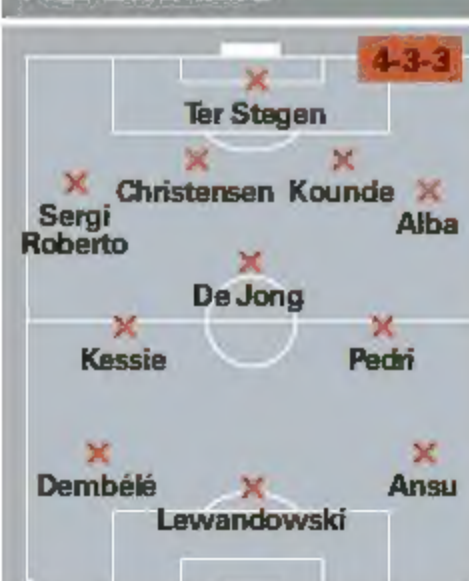 4-3-3
Ter Stegen
Christensen Kounde
Sergi
Roberto
Alba
De Jong
Kessie
Pedri
Dembélé
Ansu
Lewandowski